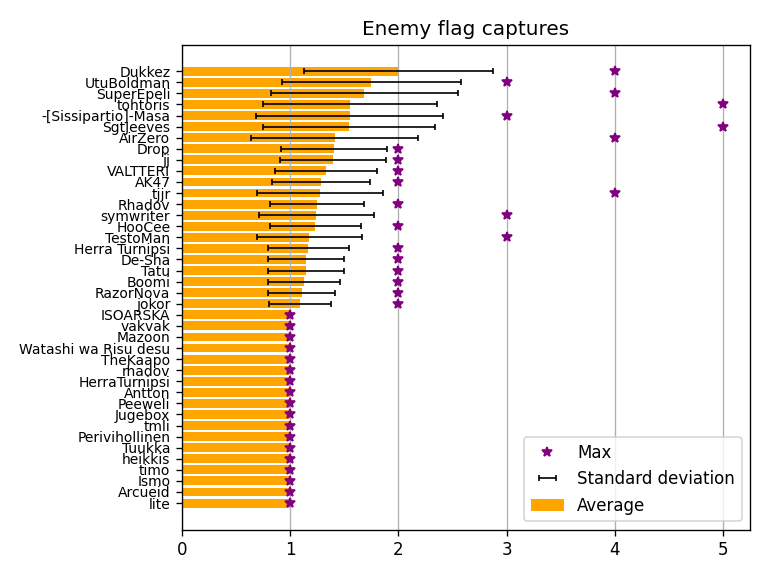 Enemy flag captures
Dukkez
UtuBoldman
SuperEpeli
tohtoris
-[Sissipartio]-Masa
SgtJeeves
AirZero
Drop
jj
VALTTERI
AK47
tjir
Rhadov
symwriter
HooCee
TestoMan
Herra Turnipsi
De-Sha
Tatu
Boomi
RazorNova
jokor
ISOARSKA
vakvak
Mazoon
Watashi wa Risu desu
TheKaapo
rhadov
HerraTurnipsi
Antton
Peeweli
Jugebox
tmli
Perivihollinen
Tuukka
heikkis
timo
Ismo
Arcueid
lite
Max
Standard deviation
Average
0 1 2 3 4 5